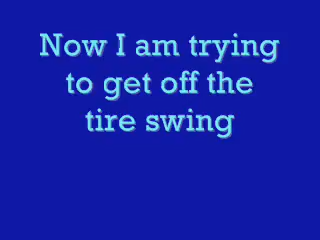 Now I am trying
to get off the
tire swing